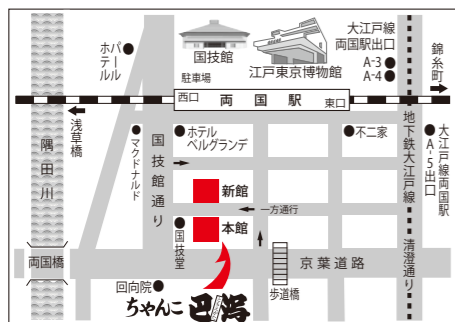 大江戸線
両国駅出口
A-3
A-4
錦糸町
パール
ホテル
国技館
駐車場
江戸東京博物館
西口
両国駅
東口
浅草橋
隅田川
マクドナルド
国技館通り
ホテル
ベルグランデ
不二家
地下鉄大江戸線
大江戸線両国駅
A-5出口
新館
一方通行
本館
国技堂
清澄通り
両国橋
京葉道路
回向院
歩道橋
ちゃんこ 巴潟